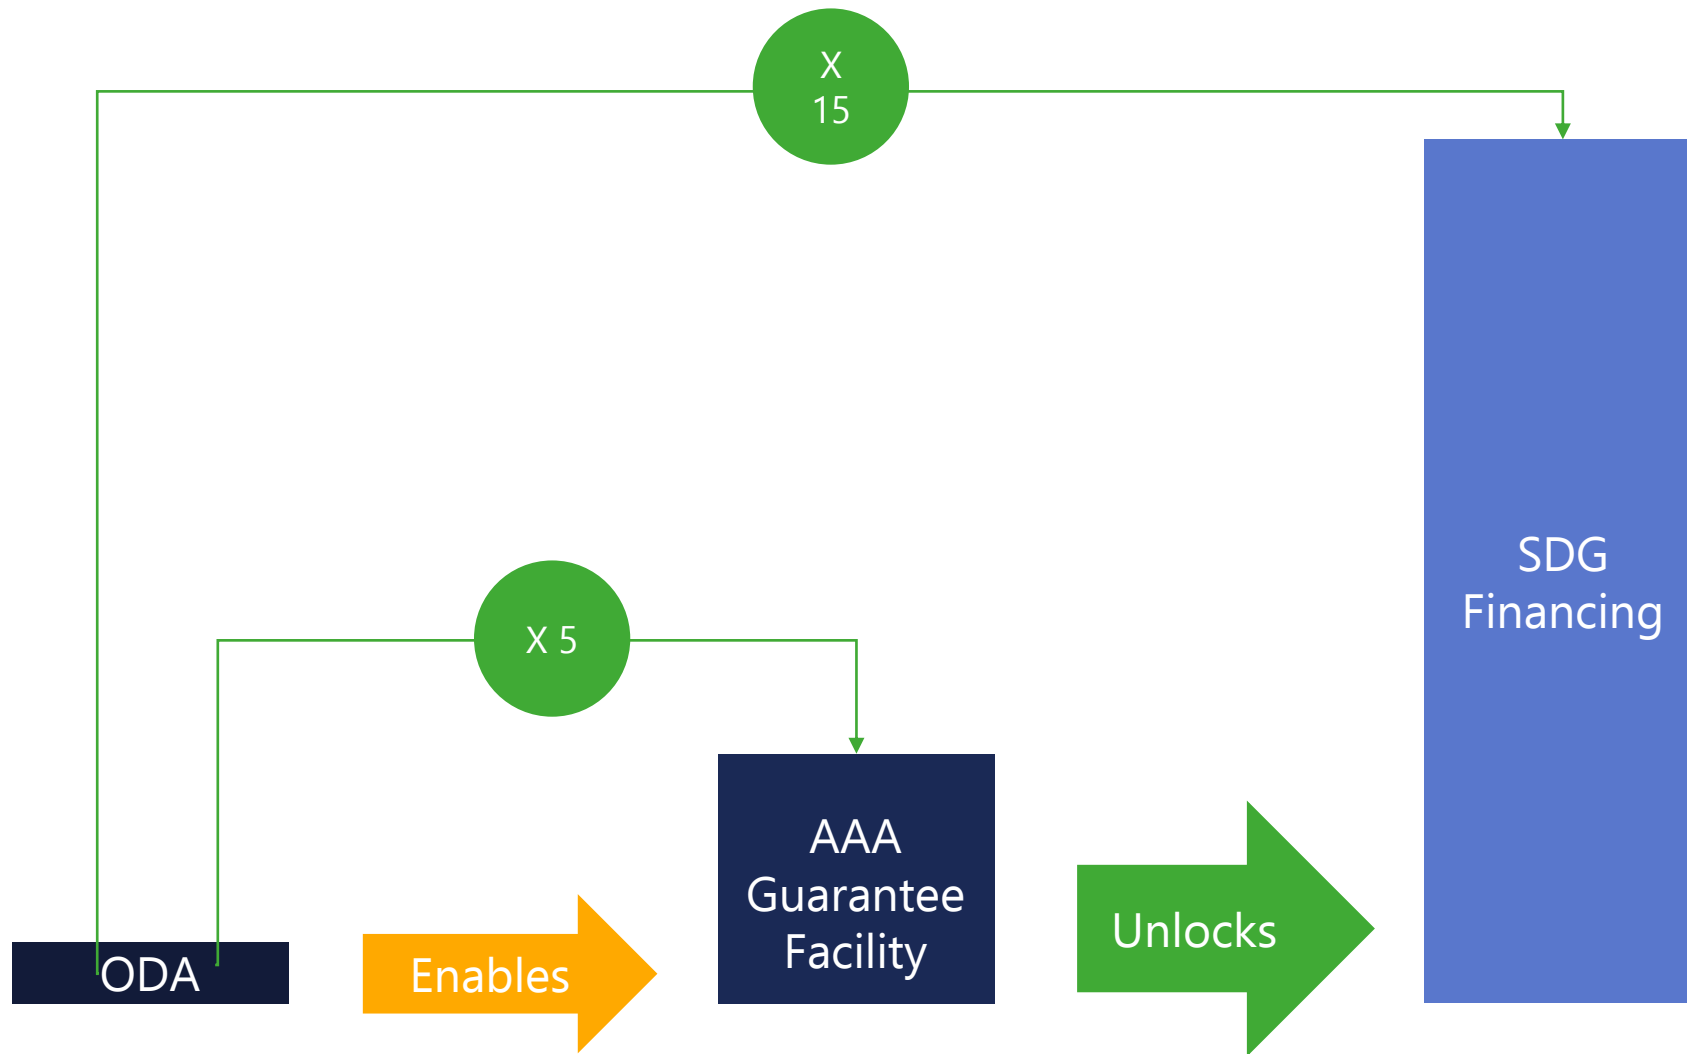 X
15
X 5
SDG
Financing
AAA
Guarantee
Facility
Unlocks
Enables
ODA